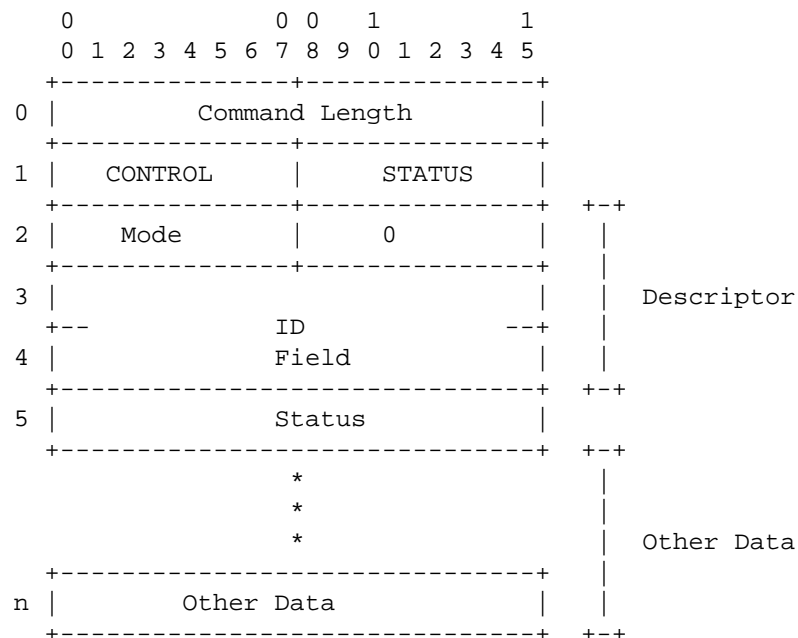 0             0 0   1         1
     0 1 2 3 4 5 6 7 8 9 0 1 2 3 4 5
    +---------------+---------------+
  0 |         Command Length        |
    +---------------+---------------+
  1 |   CONTROL     |     STATUS    |
    +---------------+---------------+  +-+
  2 |    Mode       |     0         |   |
    +---------------+---------------+   |
  3 |                               |   |  Descriptor
    +--            ID             --+   |
  4 |              Field            |   |
    +-------------------------------+  +-+
  5 |              Status           |
    +-------------------------------+  +-+
                    *                   |
                    *                   |
                    *                   |  Other Data
    +-------------------------------+   |
  n |        Other Data             |   |
    +-------------------------------+  +-+